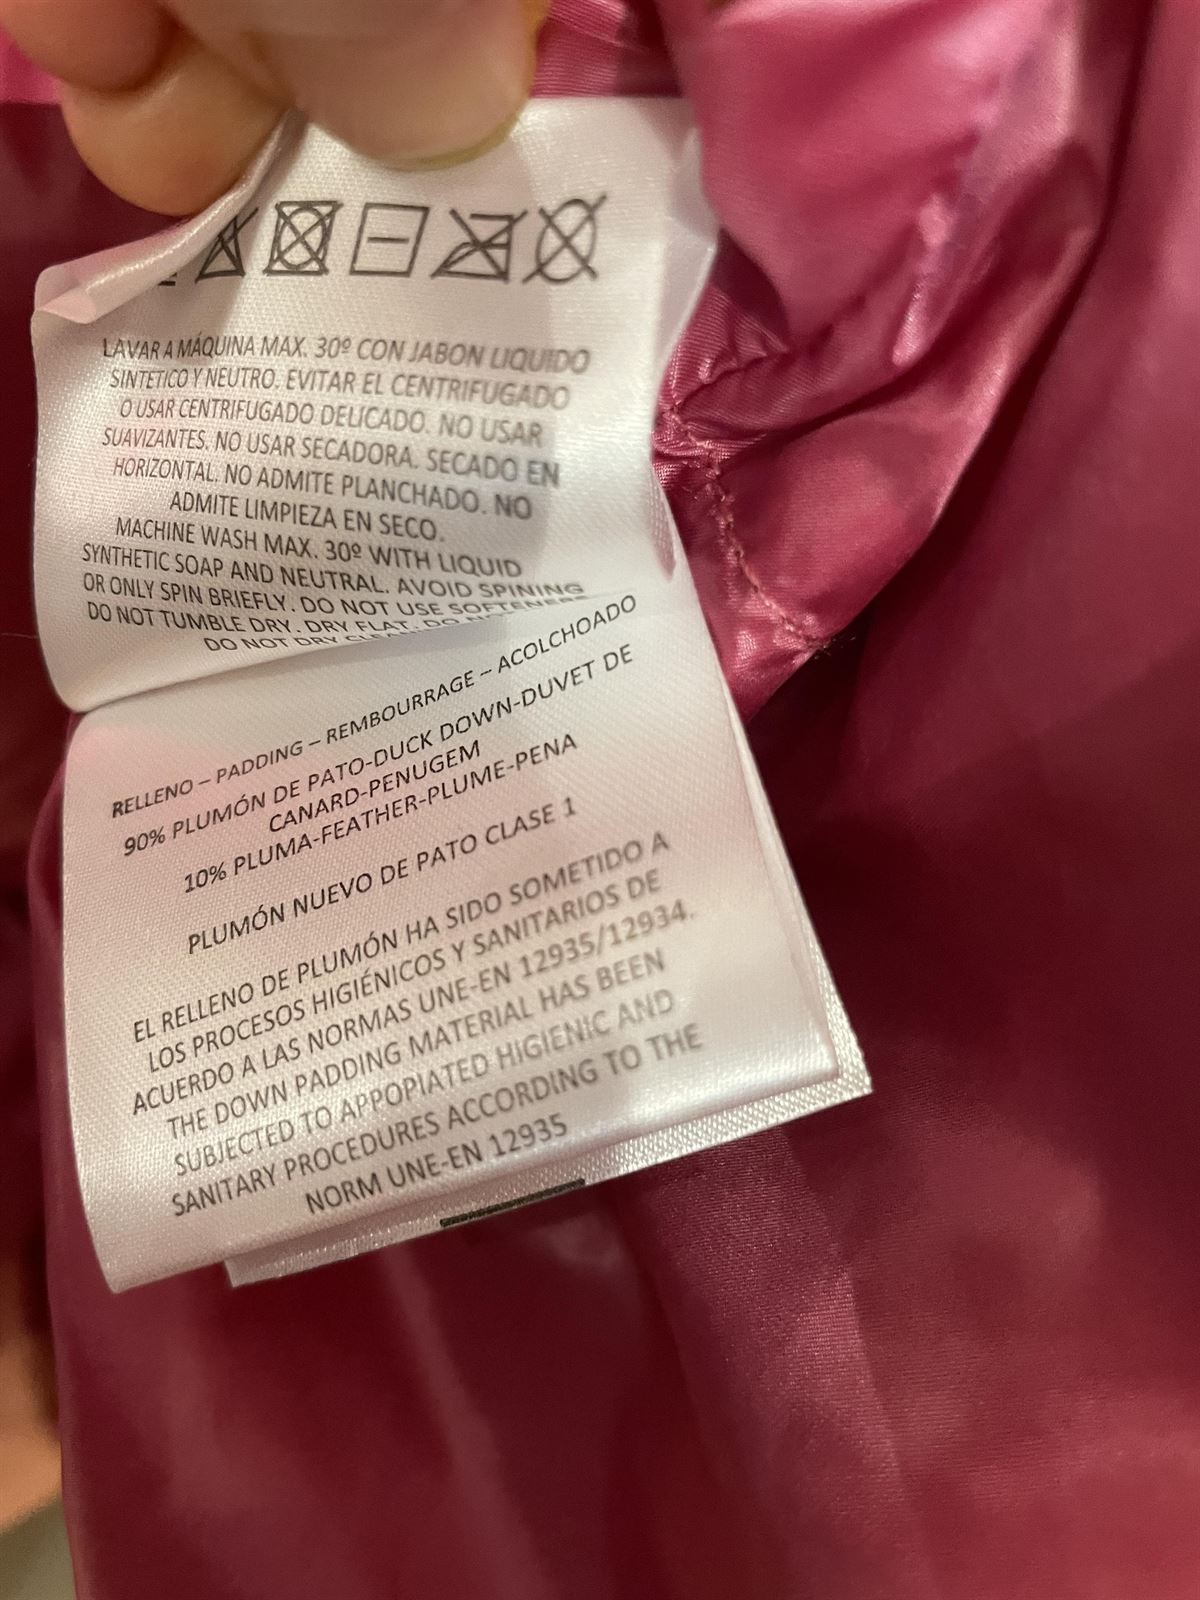 LAVAR A MÁQUINA MAX. 30º CON JABON LIQUIDO
SINTETICO Y NEUTRO. EVITAR EL CENTRIFUGADO
O USAR CENTRIFUGADO DELICADO. NO USAR
SUAVIZANTES. NO USAR SECADORA. SECADO EN
HORIZONTAL. NO ADMITE PLANCHADO. NO
ADMITE LIMPIEZA EN SECO.
MACHINE WASH MAX. 30º WITH LIQUID
SYNTHETIC SOAP AND NEUTRAL. AVOID SPINING
OR ONLY SPIN BRIEFLY. DO NOT USE SOFTENERS
DO NOT TUMBLE DRY. DRY FLAT. DO
DO NOT DRY
RELLENO – PADDING – REMBOURRAGE – ACOLCHOADO
90% PLUMÓN DE PATO-DUCK DOWN-DUVET DE
CANARD-PENUGEM
10% PLUMA-FEATHER-PLUME-PENA
PLUMÓN NUEVO DE PATO CLASE 1
EL RELLENO DE PLUMÓN HA SIDO SOMETIDO A
LOS PROCESOS HIGIÉNICOS Y SANITARIOS DE
ACUERDO A LAS NORMAS UNE-EN 12935/12934.
THE DOWN PADDING MATERIAL HAS BEEN
SUBJECTED TO APPOPIATED HIGIENIC AND
SANITARY PROCEDURES ACCORDING TO THE
NORM UNE-EN 12935